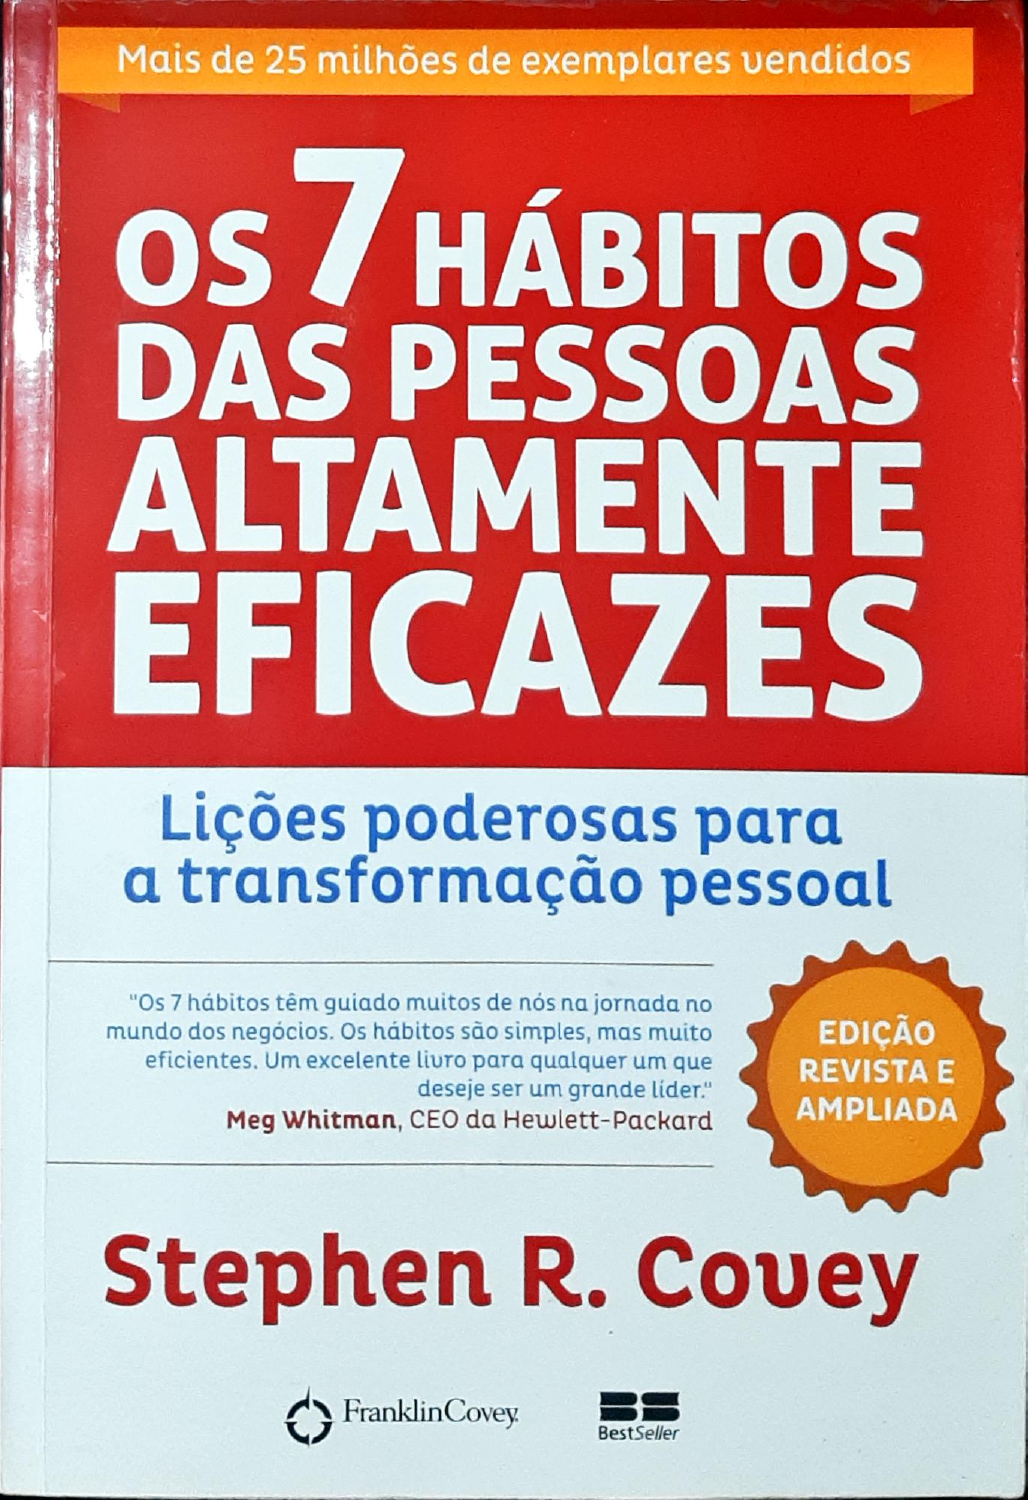 Mais de 25 milhões de exemplares vendidos
OS 7 HÁBITOS
DAS PESSOAS
ALTAMENTE
EFICAZES
Lições poderosas para
a transformação pessoal
"Os 7 hábitos têm guiado muitos de nós na jornada no
mundo dos negócios. Os hábitos são simples, mas muito
eficientes. Um excelente livro para qualquer um que
deseje ser um grande líder."
Meg Whitman, CEO da Hewlett-Packard
EDIÇÃO
REVISTA E
AMPLIADA
Stephen R. Covey
FranklinCovey
BS
BestSeller